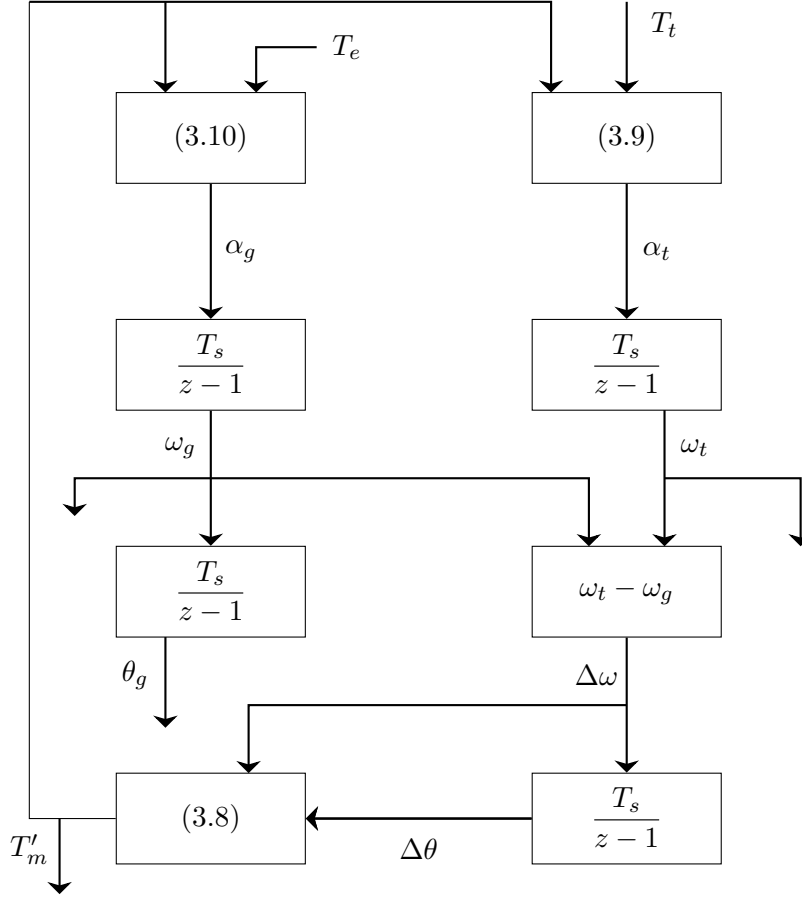 T_t
T_e
(3.10)
(3.9)
α_g
α_t
T_s
z − 1
T_s
z − 1
ω_g
ω_t
T_s
z − 1
ω_t − ω_g
θ_g
Δω
(3.8)
T_s
z − 1
T′_m
Δθ